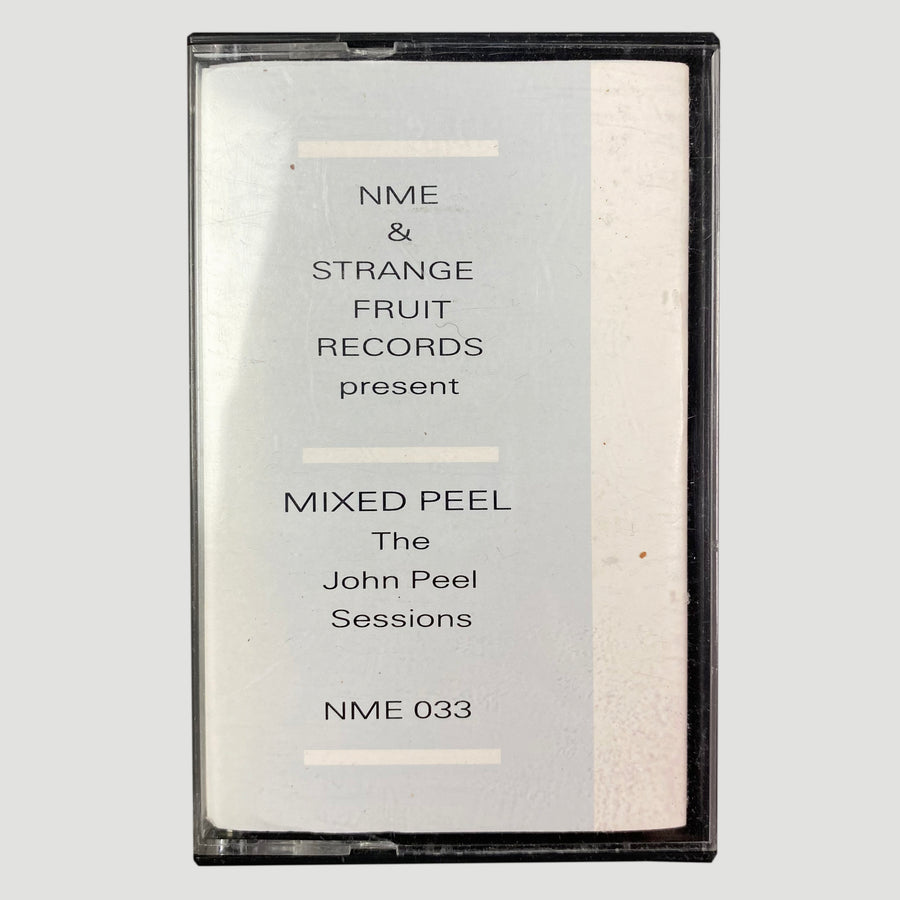 NME
&
STRANGE
FRUIT
RECORDS
present
MIXED PEEL
The
John Peel
Sessions
NME 033